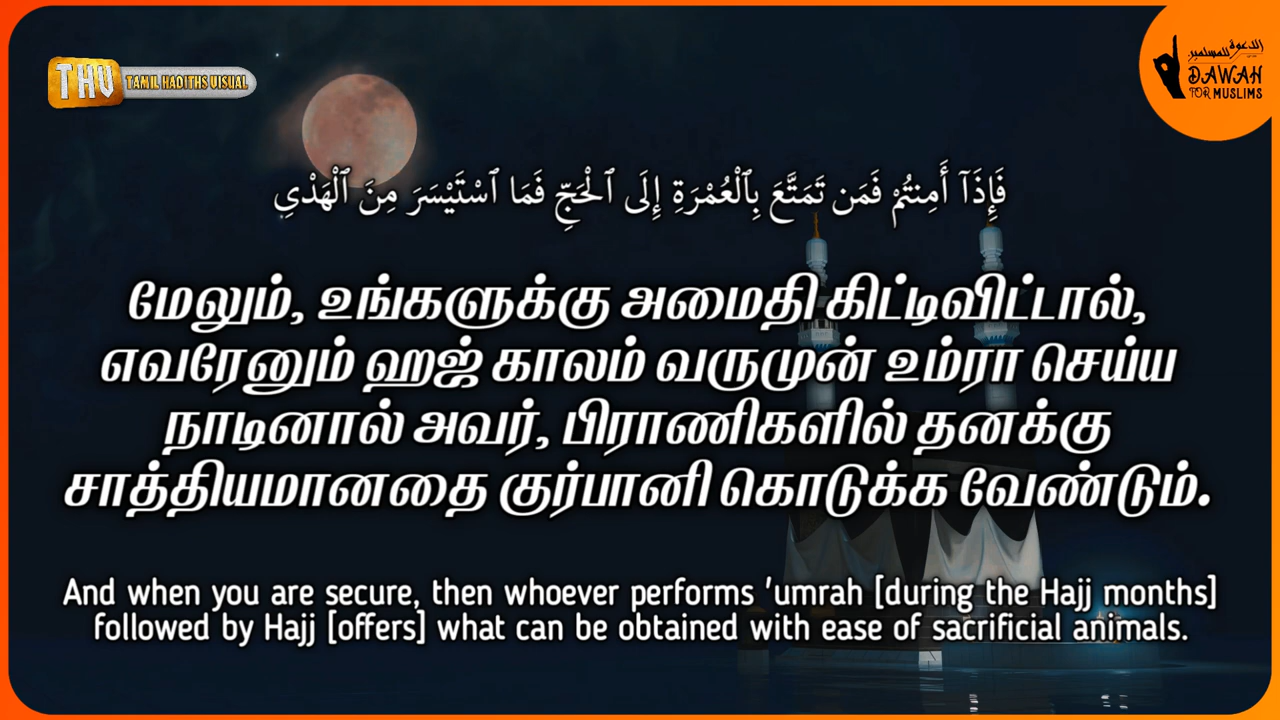 THV TAMIL HADITHS VISUAL
الدعوة للمسلمين
DAWAH
FOR MUSLIMS
فَإِذَآ أَمِنتُمْ فَمَن تَمَتَّعَ بِٱلْعُمْرَةِ إِلَى ٱلْحَجِّ فَمَا ٱسْتَيْسَرَ مِنَ ٱلْهَدْىِ
மேலும், உங்களுக்கு அமைதி கிட்டிவிட்டால்,
எவரேனும் ஹஜ் காலம் வருமுன் உம்ரா செய்ய
நாடினால் அவர், பிராணிகளில் தனக்கு
சாத்தியமானதை குர்பானி கொடுக்க வேண்டும்.
And when you are secure, then whoever performs 'umrah [during the Hajj months]
followed by Hajj [offers] what can be obtained with ease of sacrificial animals.